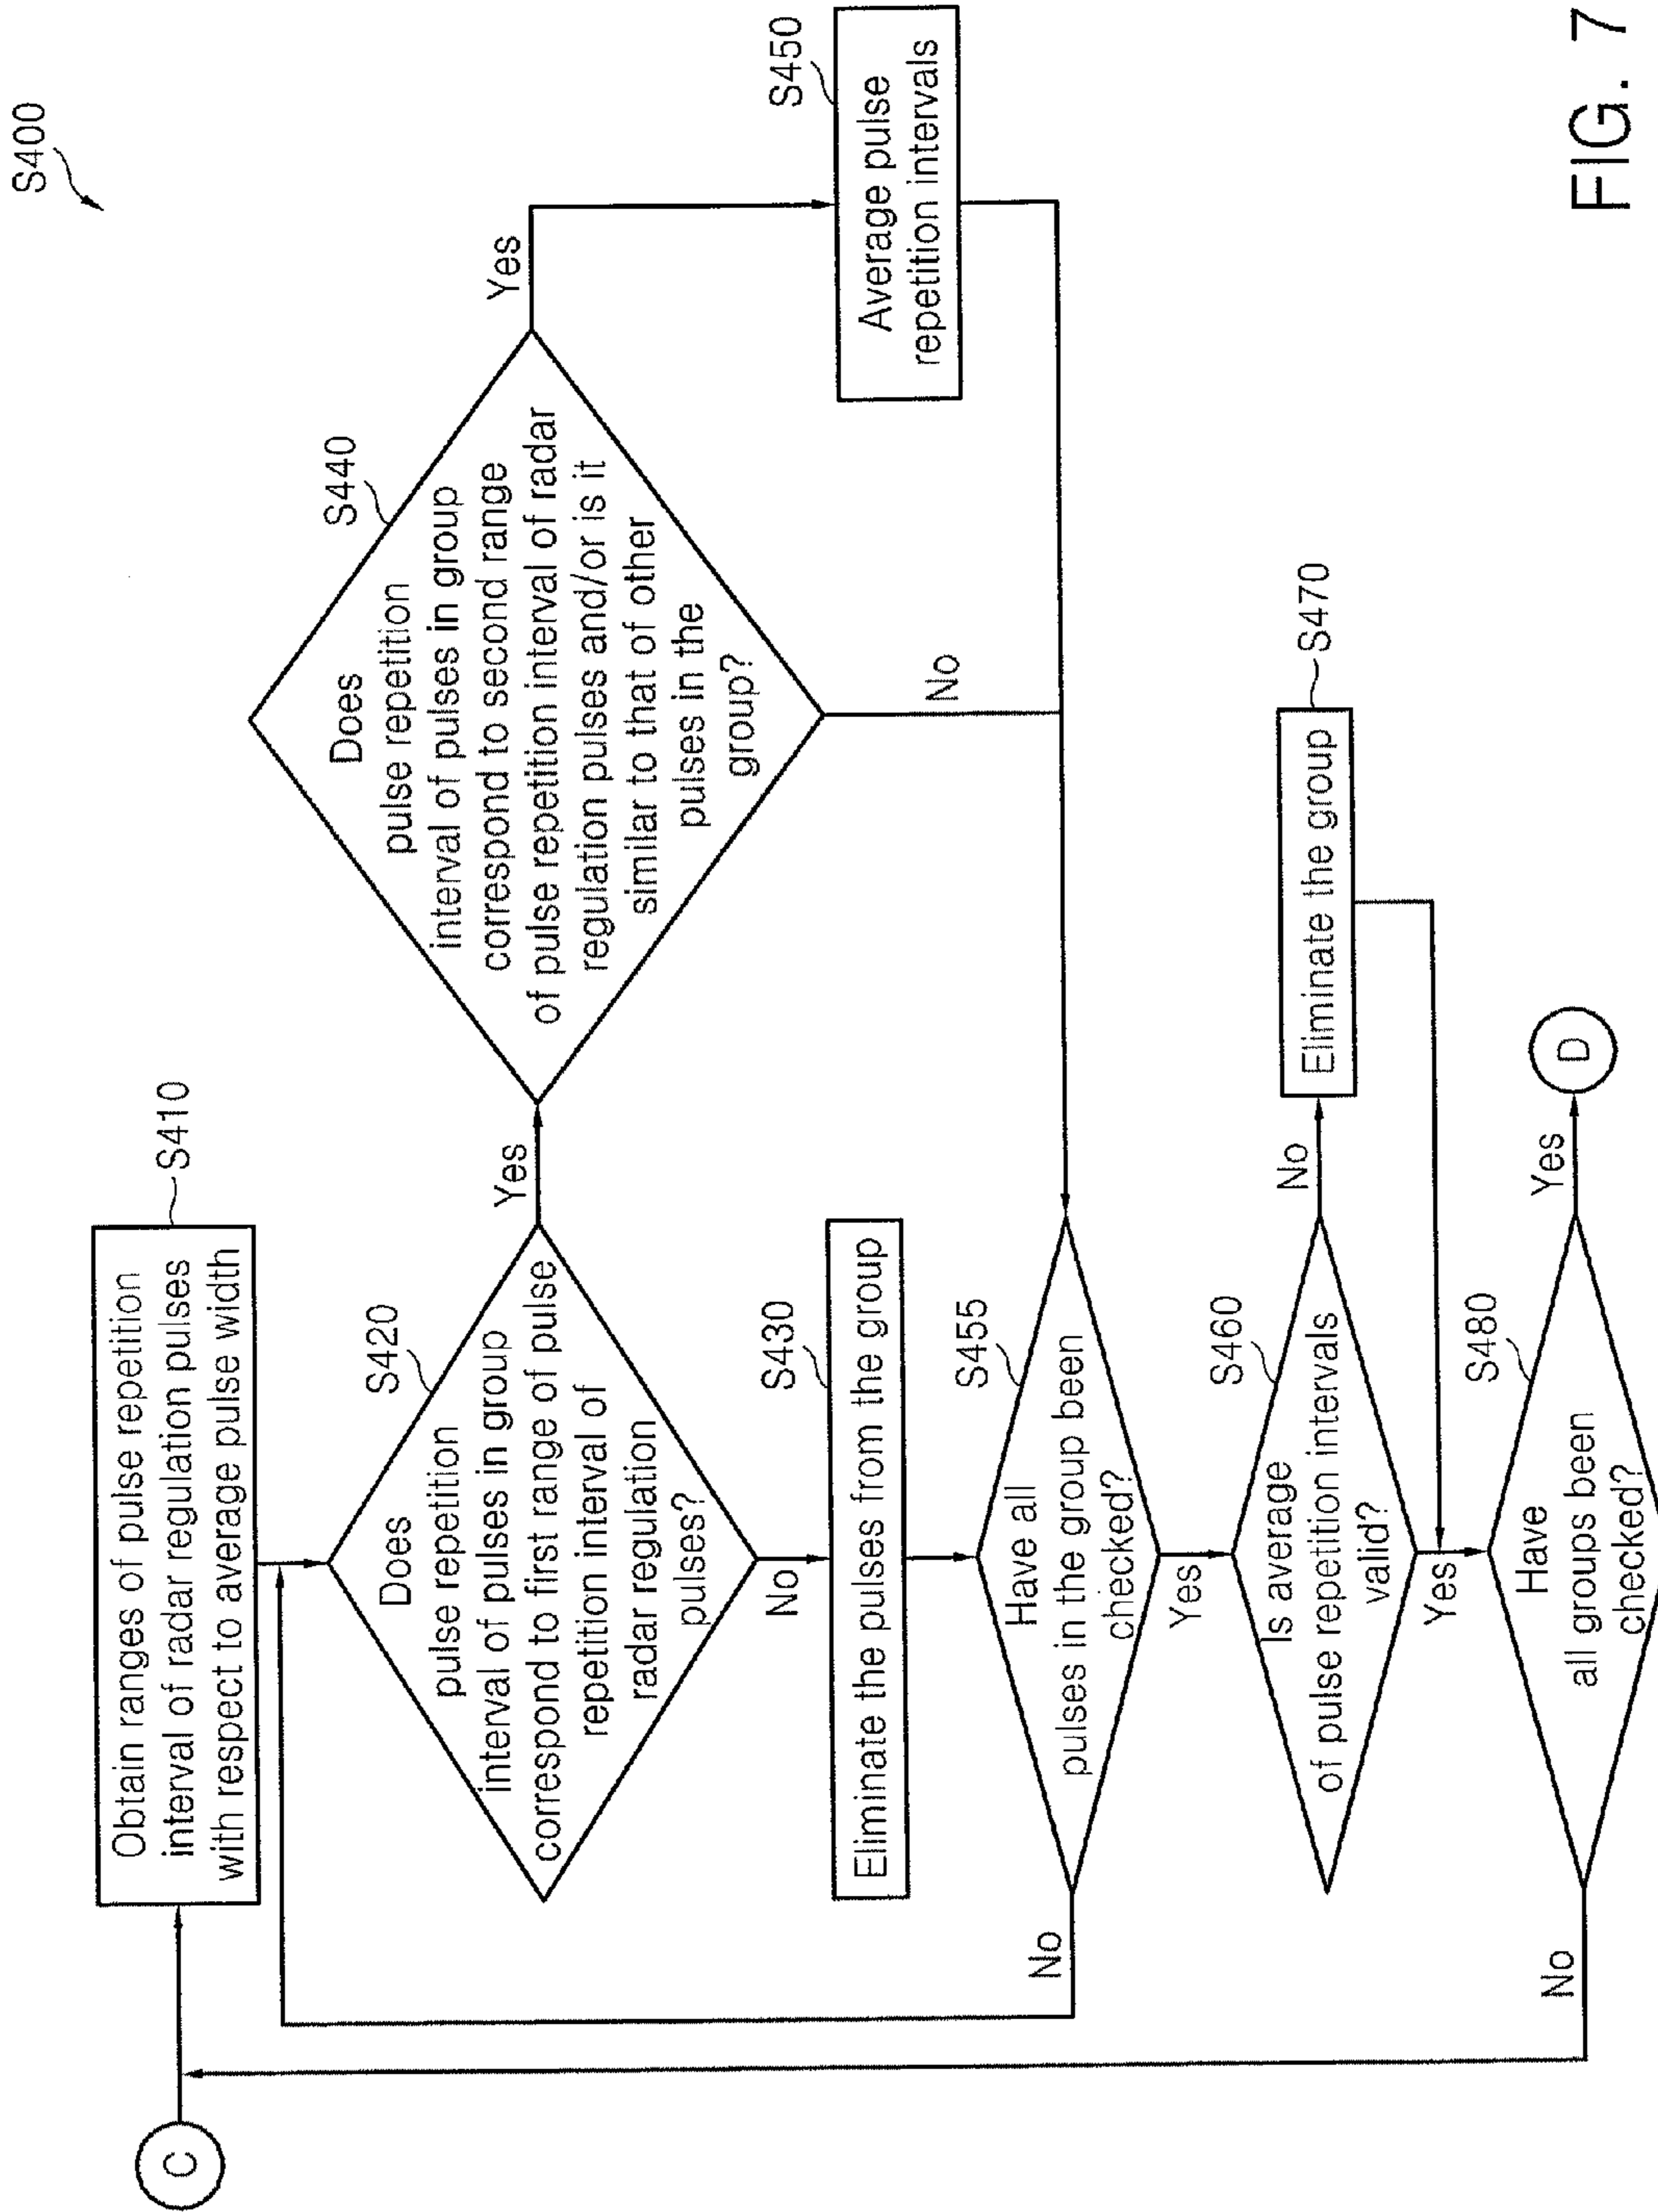 S400
C
Obtain ranges of pulse repetition
interval of radar regulation pulses
with respect to average pulse width
S410
Does
pulse repetition
interval of pulses in group
correspond to first range of pulse
repetition interval of
radar regulation
pulses?
S420
Yes
No
Does
pulse repetition
interval of pulses in group
correspond to second range
of pulse repetition interval of radar
regulation pulses and/or is it
similar to that of other
pulses in the
group?
S440
Yes
No
Average pulse
repetition intervals
S450
Eliminate the pulses from the group
S430
Have all
pulses in the group been
checked?
S455
No
Yes
Is average
of pulse repetition intervals
valid?
S460
No
Yes
Eliminate the group
S470
Have
all groups been
checked?
S480
No
Yes
D
FIG. 7